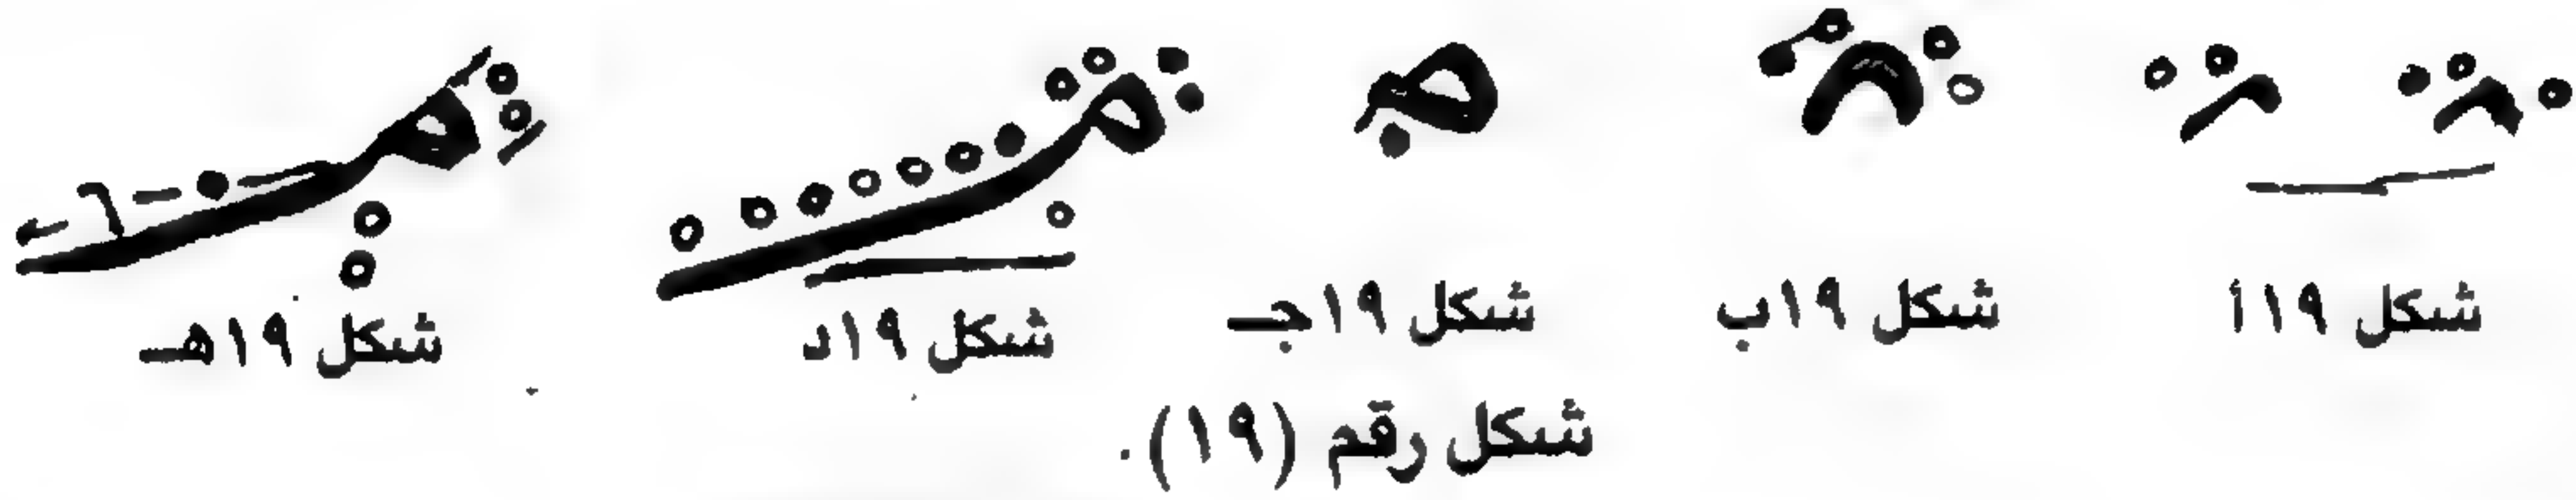 شكل ١٩أ
شكل ١٩ب
شكل ١٩جـ
شكل ١٩د
شكل ١٩هـ
شكل رقم (١٩).